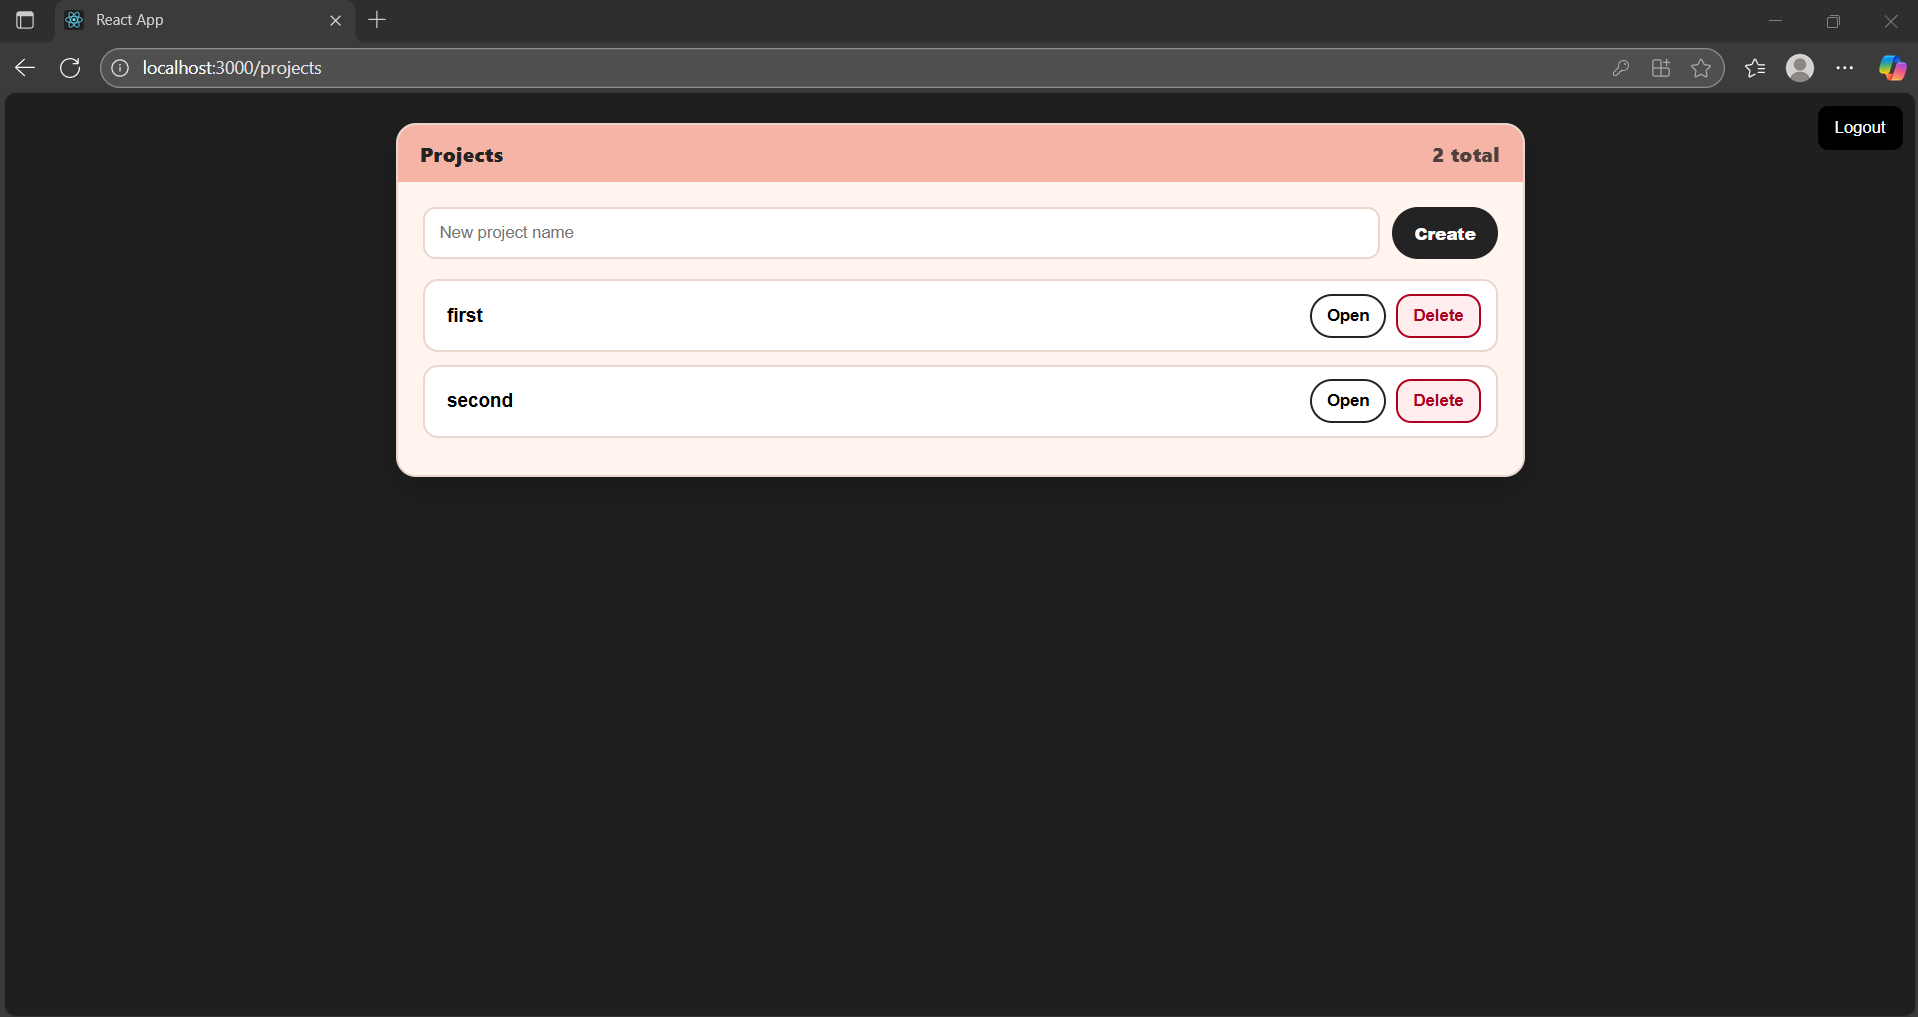 React App
localhost:3000/projects
Logout
Projects 2 total
New project name Create
first Open Delete
second Open Delete